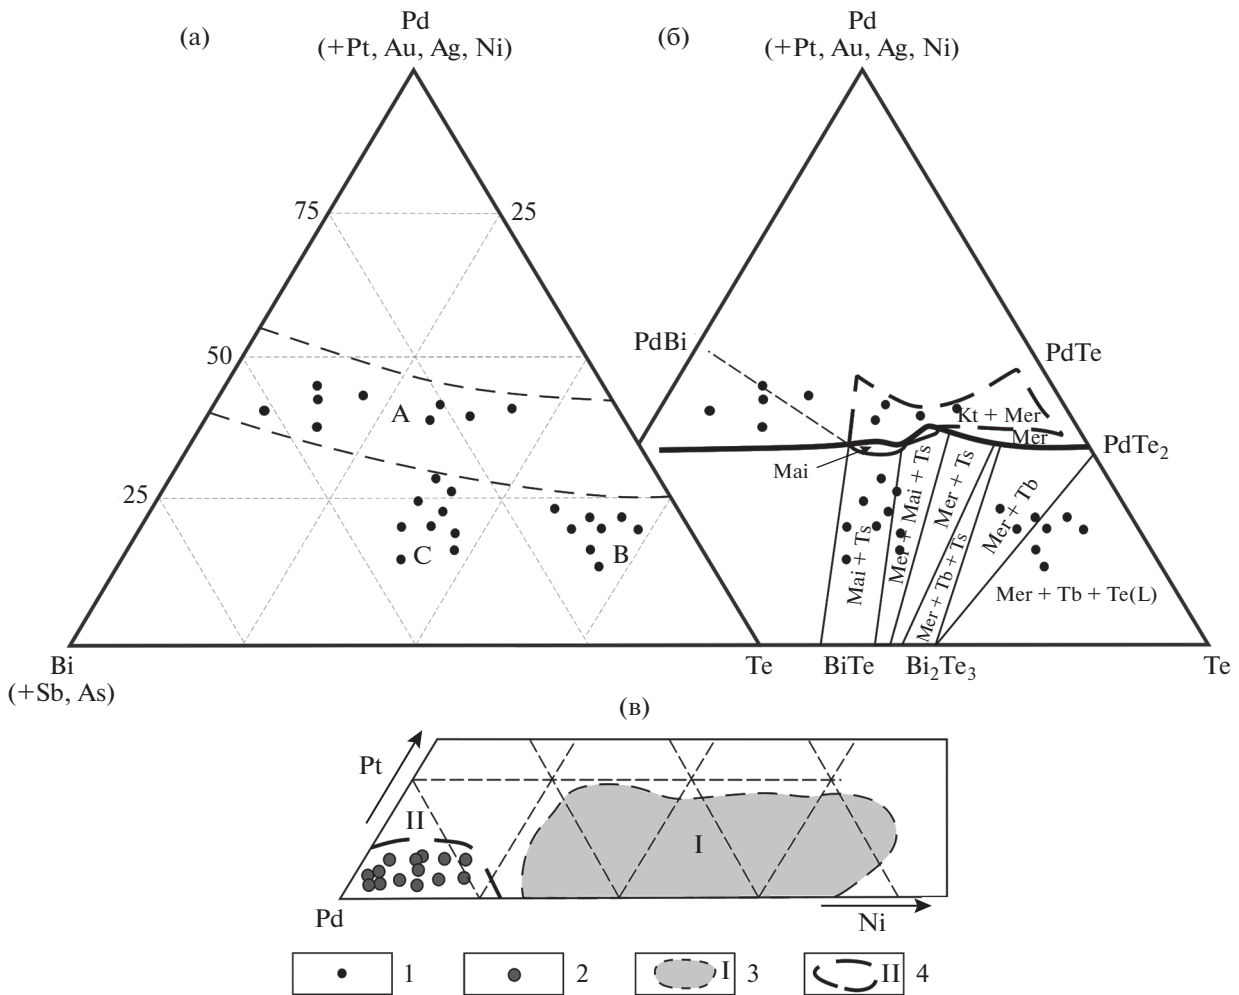 (а)
Pd
(+Pt, Au, Ag, Ni)
75
25
50
A
25
C
B
Bi
(+Sb, As)
Te
(б)
Pd
(+Pt, Au, Ag, Ni)
PdBi
PdTe
Kt + Mer
Mer
PdTe₂
Mai
Mai + Ts
Mer + Mai + Ts
Mer + Ts
Mer + Tb + Ts
Mer + Tb
Mer + Tb + Te(L)
BiTe
Bi₂Te₃
Te
(в)
Pt
II
I
Pd
Ni
1
2
I 3
II 4